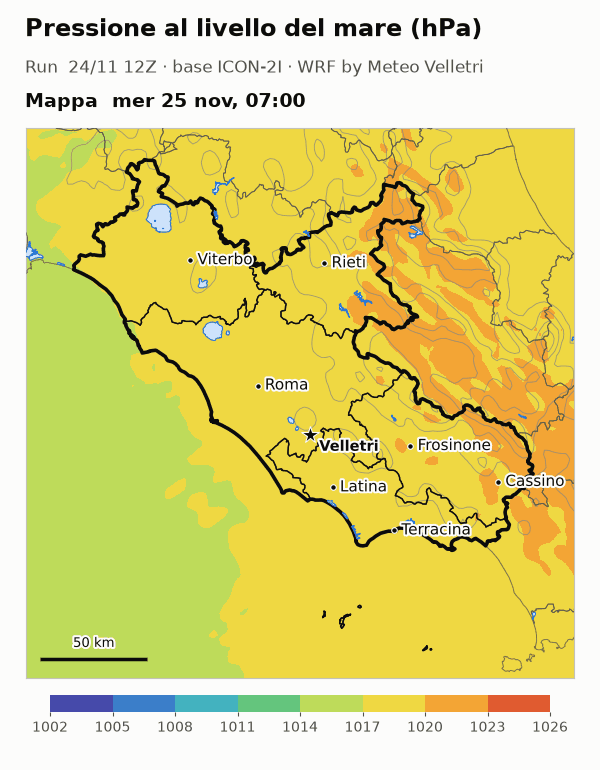 Pressione al livello del mare (hPa)
Run 24/11 12Z · base ICON-2I · WRF by Meteo Velletri
Mappa mer 25 nov, 07:00
Viterbo
Rieti
Roma
Velletri
Frosinone
Latina
Cassino
Terracina
50 km
1002 1005 1008 1011 1014 1017 1020 1023 1026